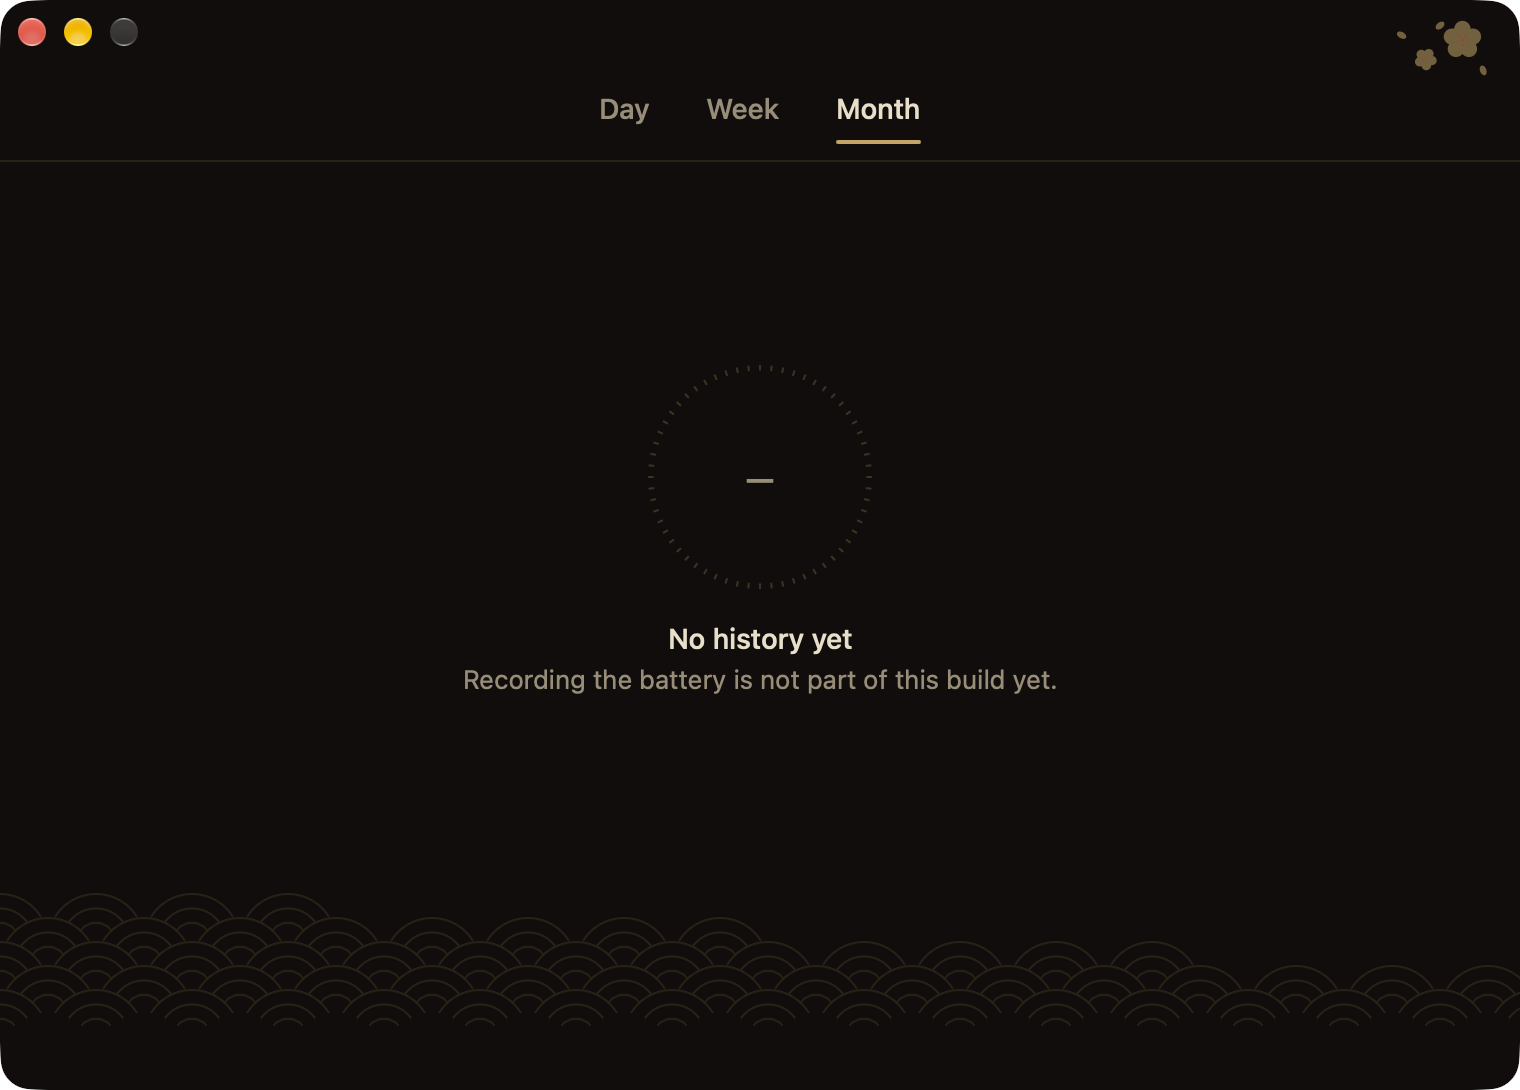 Day Week Month
—
No history yet
Recording the battery is not part of this build yet.